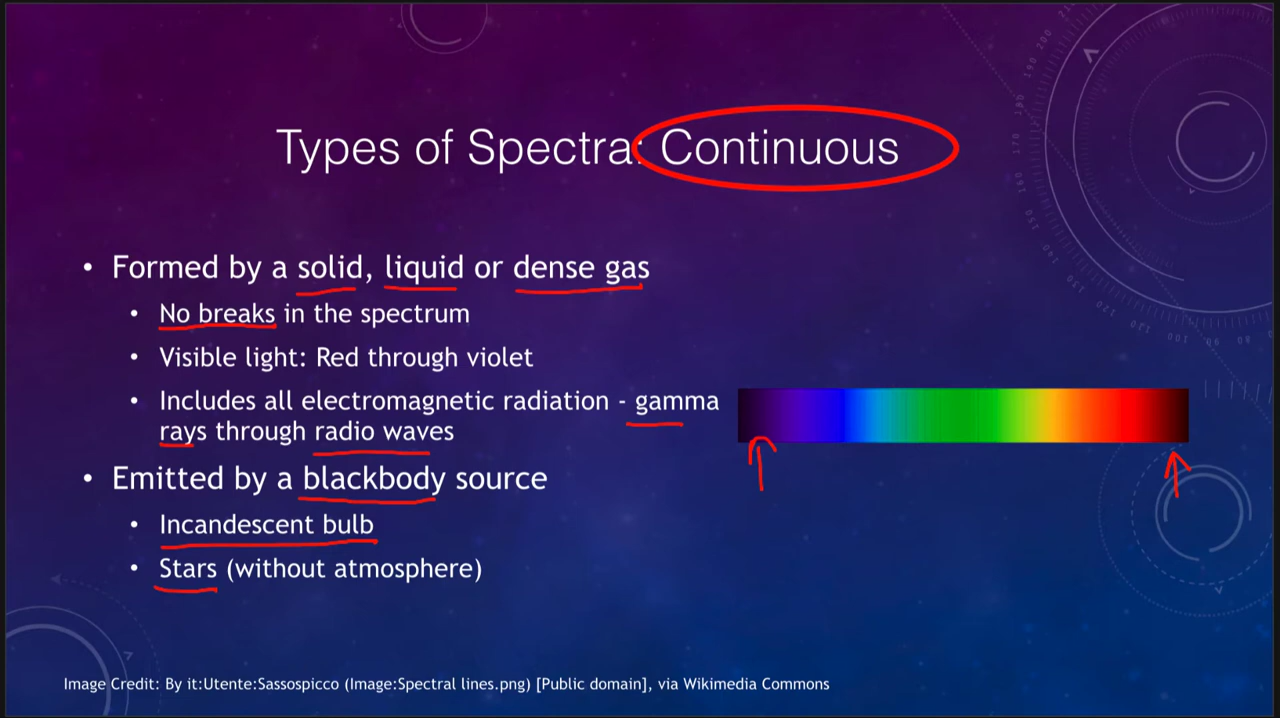 Types of Spectra: Continuous
• Formed by a solid, liquid or dense gas
• No breaks in the spectrum
• Visible light: Red through violet
• Includes all electromagnetic radiation - gamma
rays through radio waves
• Emitted by a blackbody source
• Incandescent bulb
• Stars (without atmosphere)
Image Credit: By it:Utente:Sassospicco (Image:Spectral lines.png) [Public domain], via Wikimedia Commons